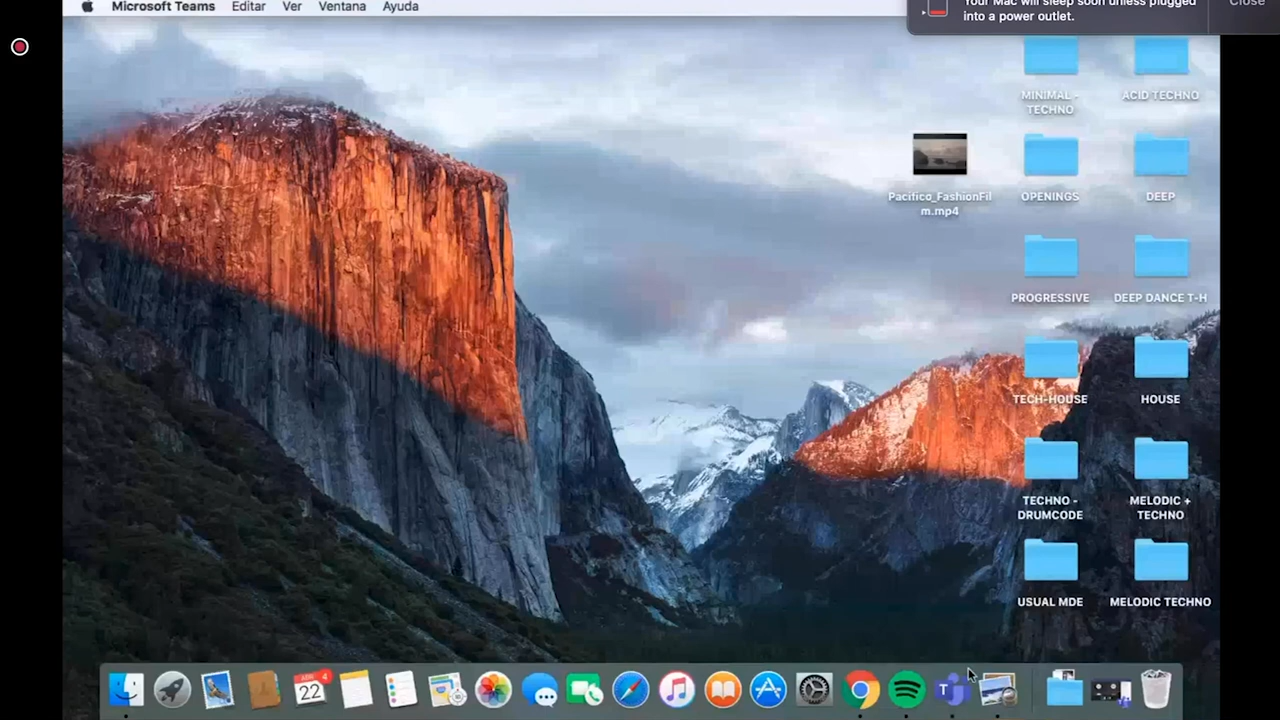 Microsoft Teams Editar Ver Ventana Ayuda
Your Mac will sleep soon unless plugged
into a power outlet.
Close
MINIMAL -
TECHNO
ACID TECHNO
Pacifico_FashionFil
m.mp4
OPENINGS
DEEP
PROGRESSIVE
DEEP DANCE T-H
TECH-HOUSE
HOUSE
TECHNO -
DRUMCODE
MELODIC +
TECHNO
USUAL MDE
MELODIC TECHNO
22
4